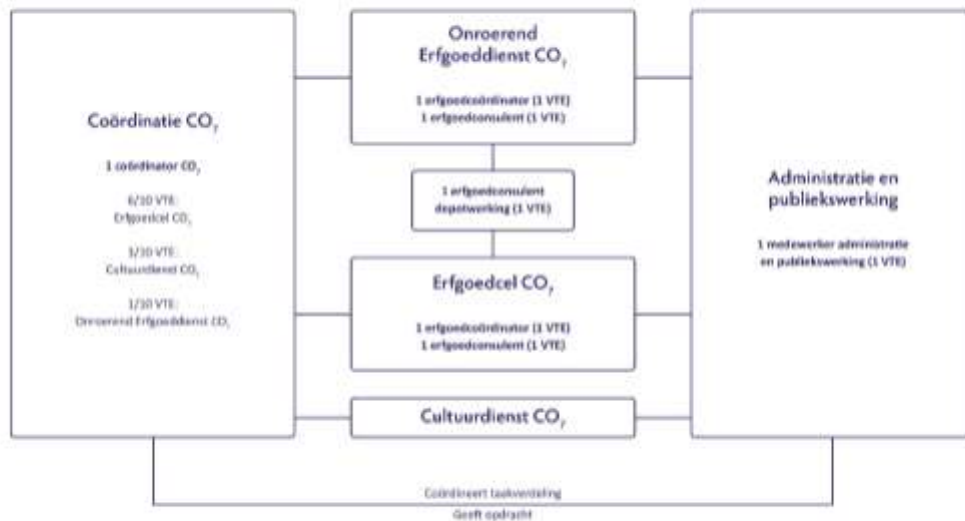 Coördinatie CO₇
1 coördinator CO₇
6/10 VTE:
Erfgoedcel CO₇
3/10 VTE:
Cultuurdienst CO₇
1/10 VTE:
Onroerend Erfgoeddienst CO₇
Onroerend
Erfgoeddienst CO₇
1 erfgoedcoördinator (1 VTE)
1 erfgoedconsulent (1 VTE)
1 erfgoedconsulent
depotwerking (1 VTE)
Erfgoedcel CO₇
1 erfgoedcoördinator (1 VTE)
1 erfgoedconsulent (1 VTE)
Cultuurdienst CO₇
Administratie en
publiekswerking
1 medewerker administratie
en publiekswerking (1 VTE)
Coördineert taakverdeling
Geeft opdracht